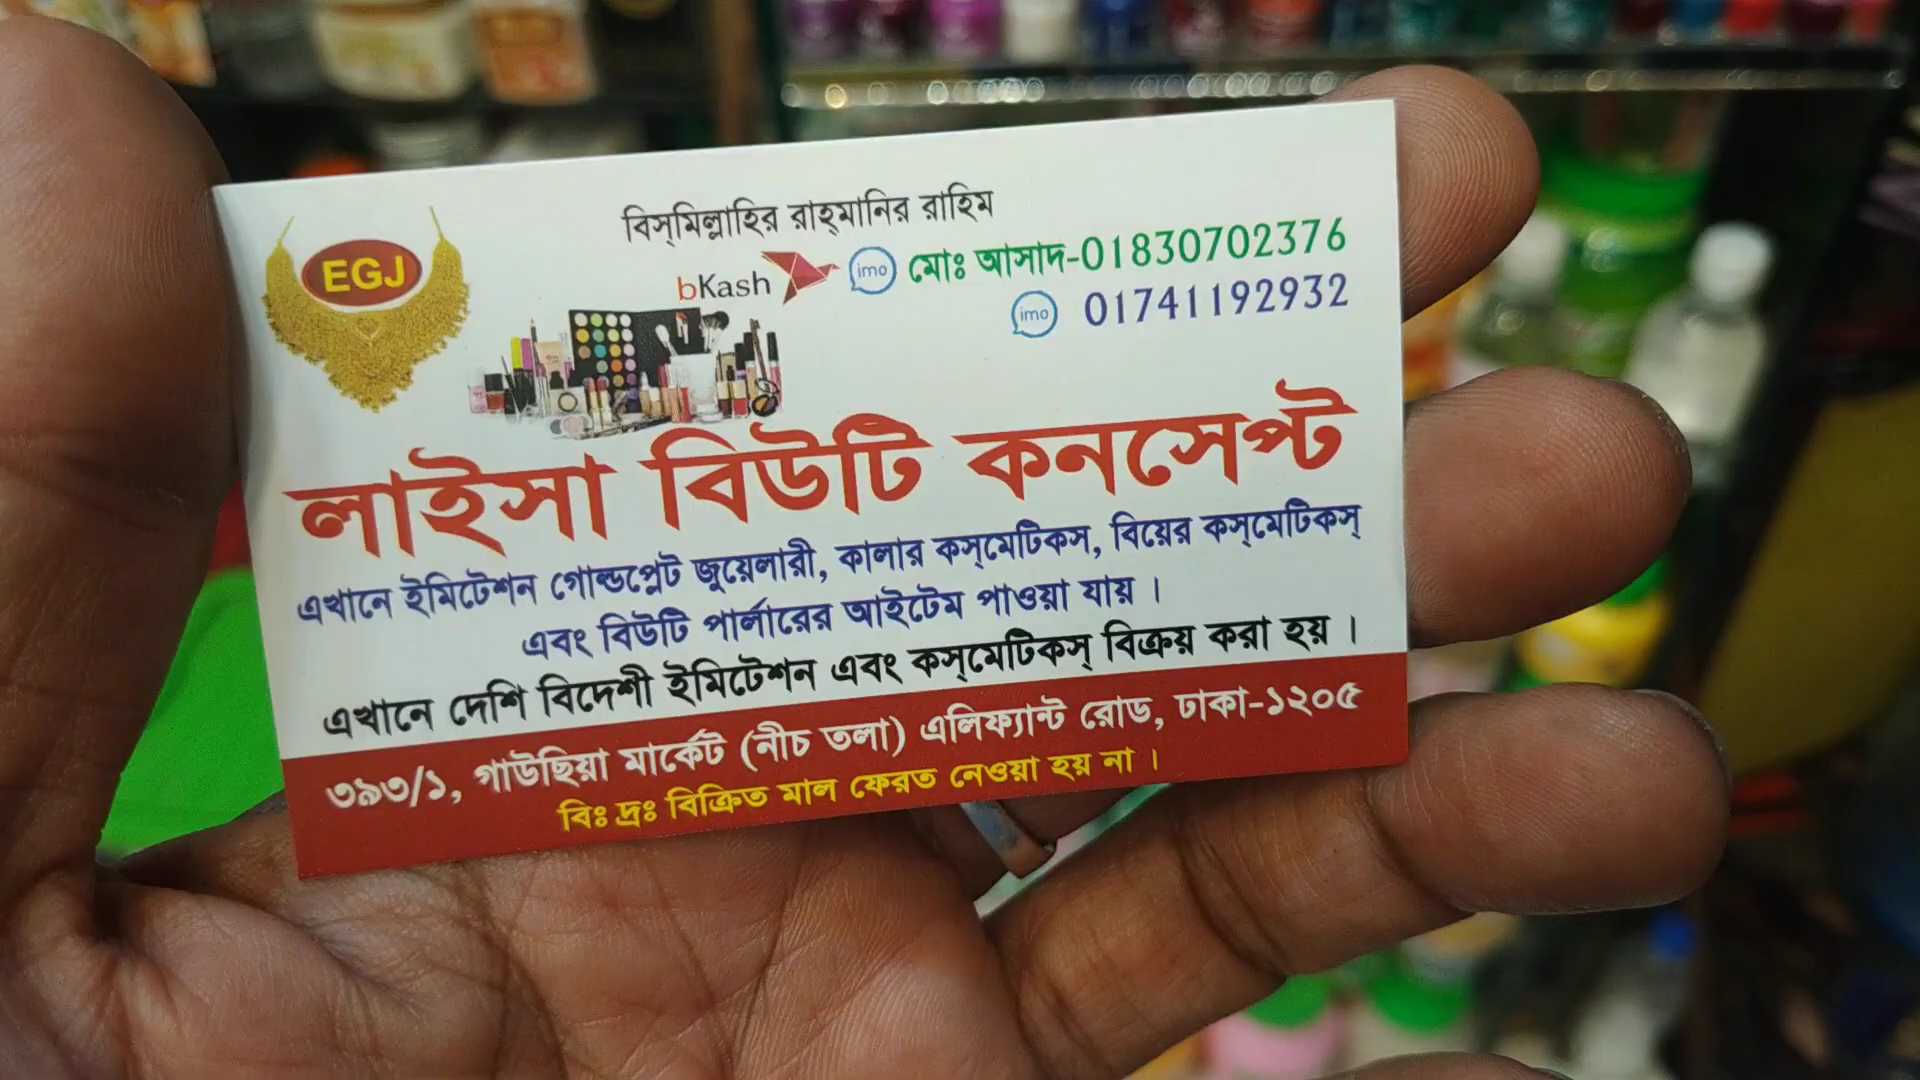 বিস্‌মিল্লাহির রাহ্‌মানির রাহিম
EGJ
bKash imo মোঃ আসাদ-01830702376
imo 01741192932
লাইসা বিউটি কনসেপ্ট
এখানে ইমিটেশন গোল্ডপ্লেট জুয়েলারী, কালার কস্‌মেটিকস, বিয়ের কস্‌মেটিকস্
এবং বিউটি পার্লারের আইটেম পাওয়া যায় ।
এখানে দেশি বিদেশী ইমিটেশন এবং কস্‌মেটিকস্ বিক্রয় করা হয় ।
৩৯৩/১, গাউছিয়া মার্কেট (নীচ তলা) এলিফ্যান্ট রোড, ঢাকা-১২০৫
বিঃ দ্রঃ বিক্রিত মাল ফেরত নেওয়া হয় না ।